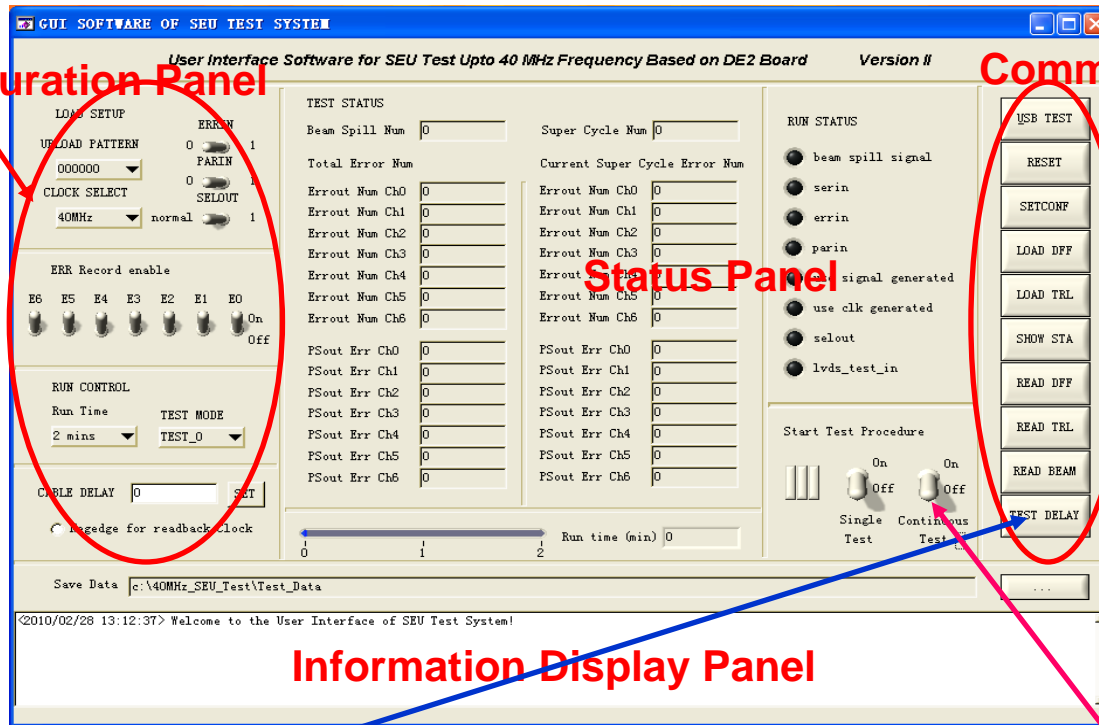 GUI SOFTWARE OF SEU TEST SYSTEM
User Interface Software for SEU Test Upto 40 MHz Frequency Based on DE2 Board Version II
uration Panel
Comm
LOAD SETUP
UPLOAD PATTERN
000000
CLOCK SELECT
40MHz
ERRIN
0 1
PARIN
0 1
SELOUT
normal 1
ERR Record enable
E6 E5 E4 E3 E2 E1 E0
On
Off
RUN CONTROL
Run Time
2 mins
TEST MODE
TEST_0
CABLE DELAY 0 SET
Negedge for readback Clock
TEST STATUS
Beam Spill Num 0
Super Cycle Num 0
Total Error Num
Errout Num Ch0 0
Errout Num Ch1 0
Errout Num Ch2 0
Errout Num Ch3 0
Errout Num Ch4 0
Errout Num Ch5 0
Errout Num Ch6 0
PSout Err Ch0 0
PSout Err Ch1 0
PSout Err Ch2 0
PSout Err Ch3 0
PSout Err Ch4 0
PSout Err Ch5 0
PSout Err Ch6 0
Current Super Cycle Error Num
Errout Num Ch0 0
Errout Num Ch1 0
Errout Num Ch2 0
Errout Num Ch3 0
Errout Num Ch4 0
Errout Num Ch5 0
Errout Num Ch6 0
PSout Err Ch0 0
PSout Err Ch1 0
PSout Err Ch2 0
PSout Err Ch3 0
PSout Err Ch4 0
PSout Err Ch5 0
PSout Err Ch6 0
Status Panel
0 1 2
Run time (min) 0
RUN STATUS
beam spill signal
serin
errin
parin
use signal generated
use clk generated
selout
lvds_test_in
Start Test Procedure
On
Off
Single
Test
On
Off
Continous
Test
USB TEST
RESET
SETCONF
LOAD DFF
LOAD TRL
SHOW STA
READ DFF
READ TRL
READ BEAM
TEST DELAY
Save Data c:\40MHz_SEU_Test\Test_Data
...
<2010/02/28 13:12:37> Welcome to the User Interface of SEU Test System!
Information Display Panel